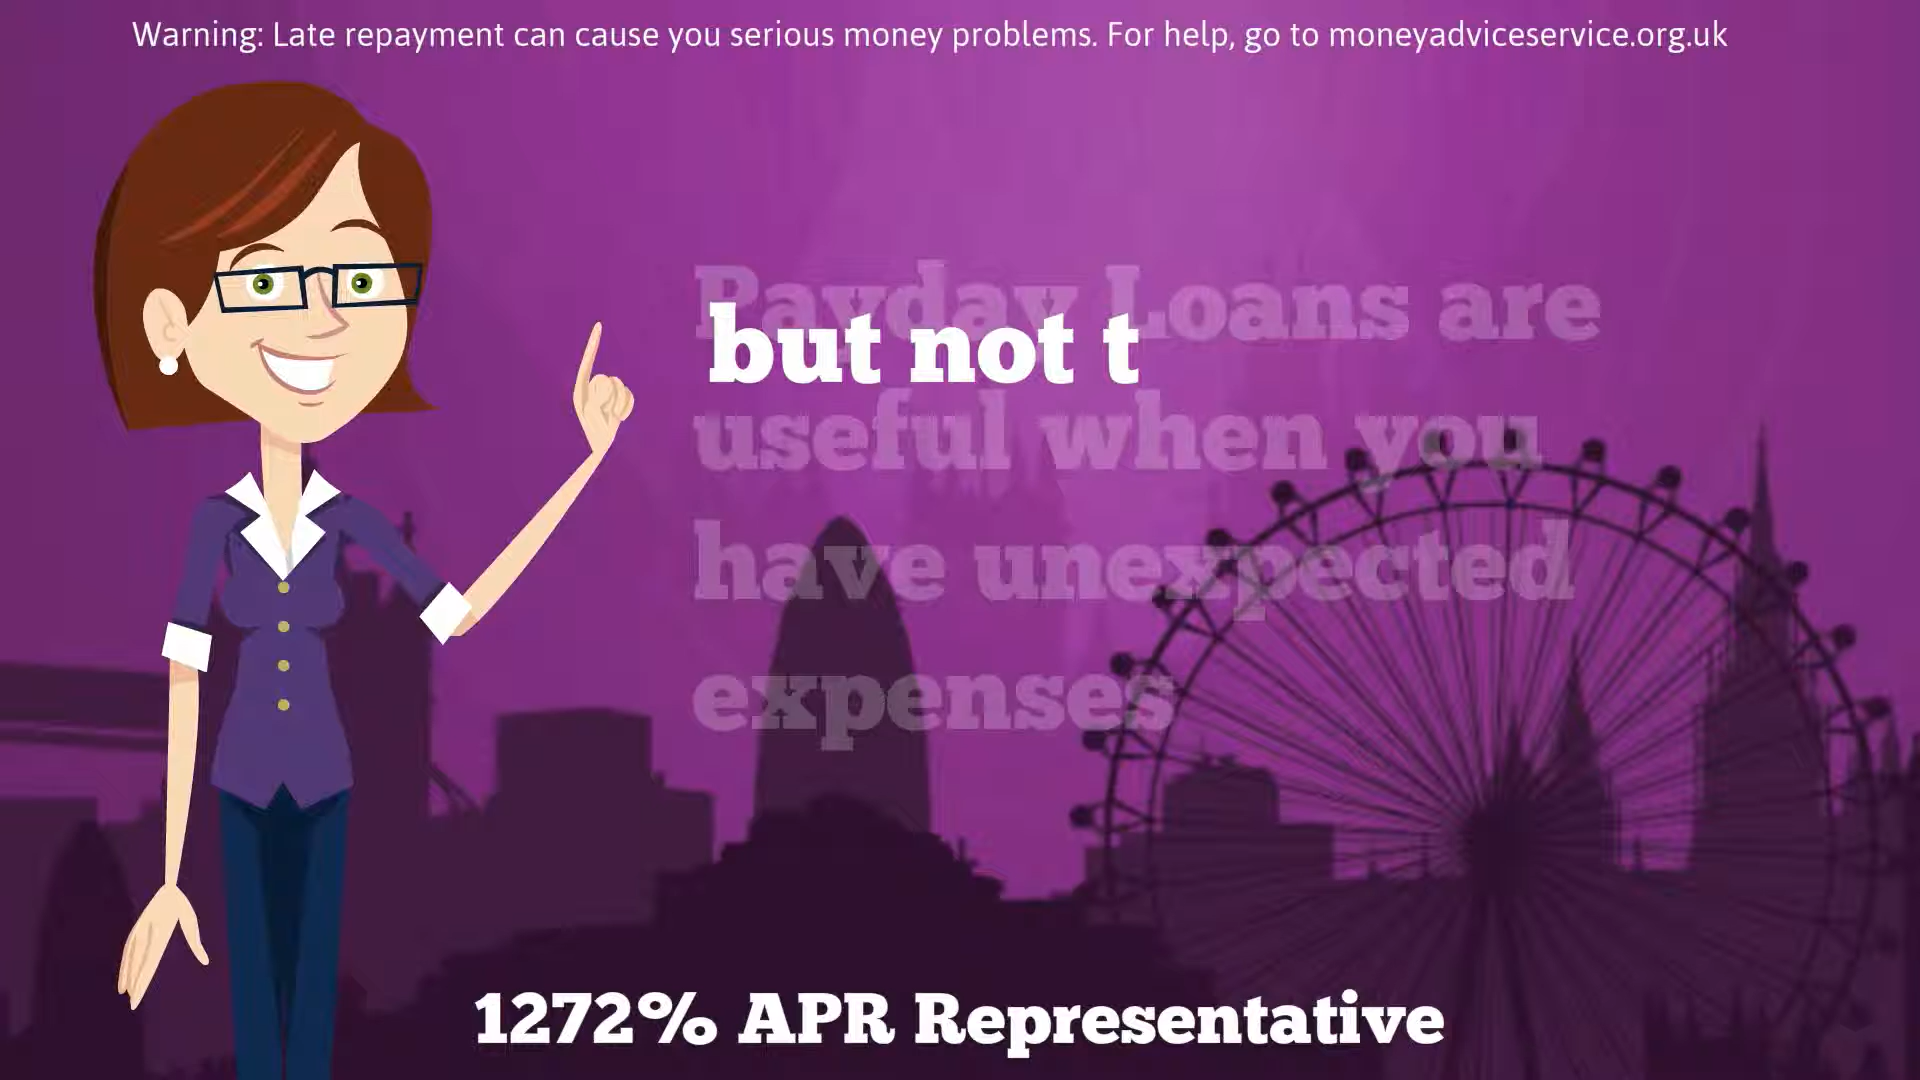 Warning: Late repayment can cause you serious money problems. For help, go to moneyadviceservice.org.uk
Payday Loans are
but not t
useful when you
have unexpected
expenses
1272% APR Representative